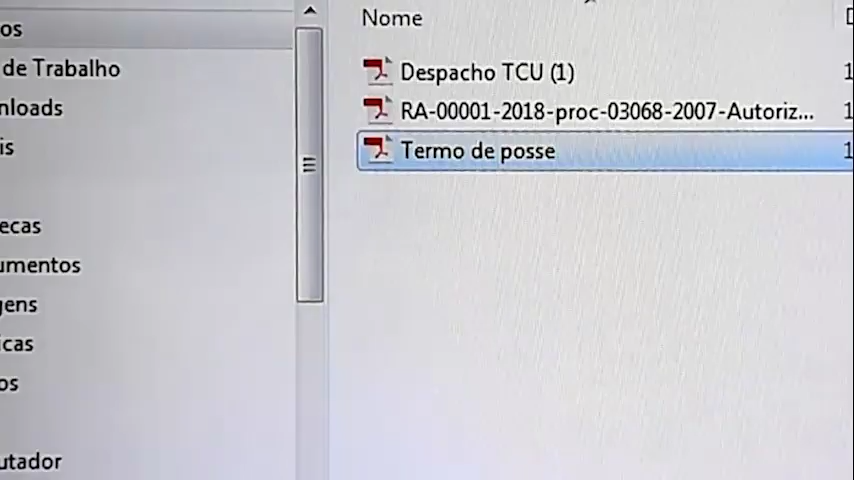 os
de Trabalho
nloads
is
ecas
umentos
gens
icas
os
utador
Nome
Despacho TCU (1)
RA-00001-2018-proc-03068-2007-Autoriz...
Termo de posse